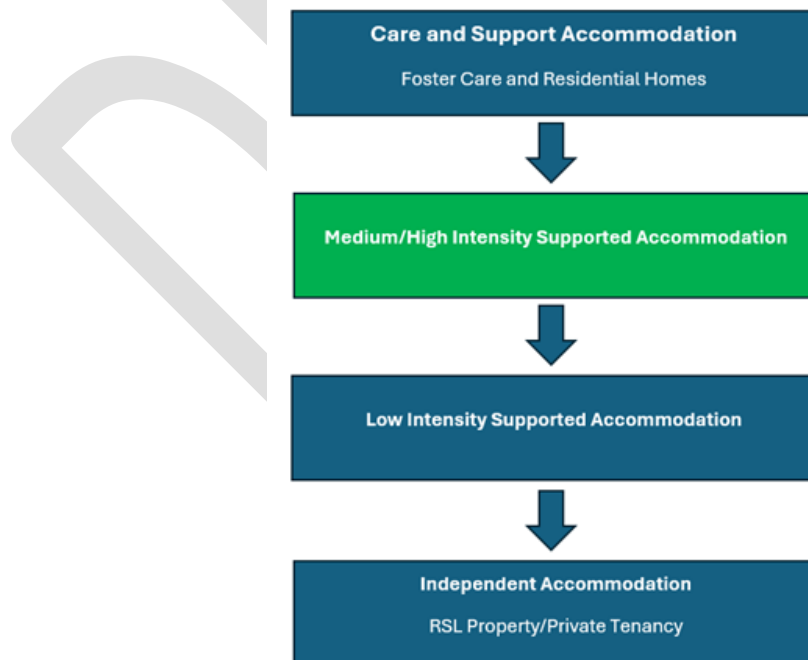 Care and Support Accommodation
Foster Care and Residential Homes
Medium/High Intensity Supported Accommodation
Low Intensity Supported Accommodation
Independent Accommodation
RSL Property/Private Tenancy